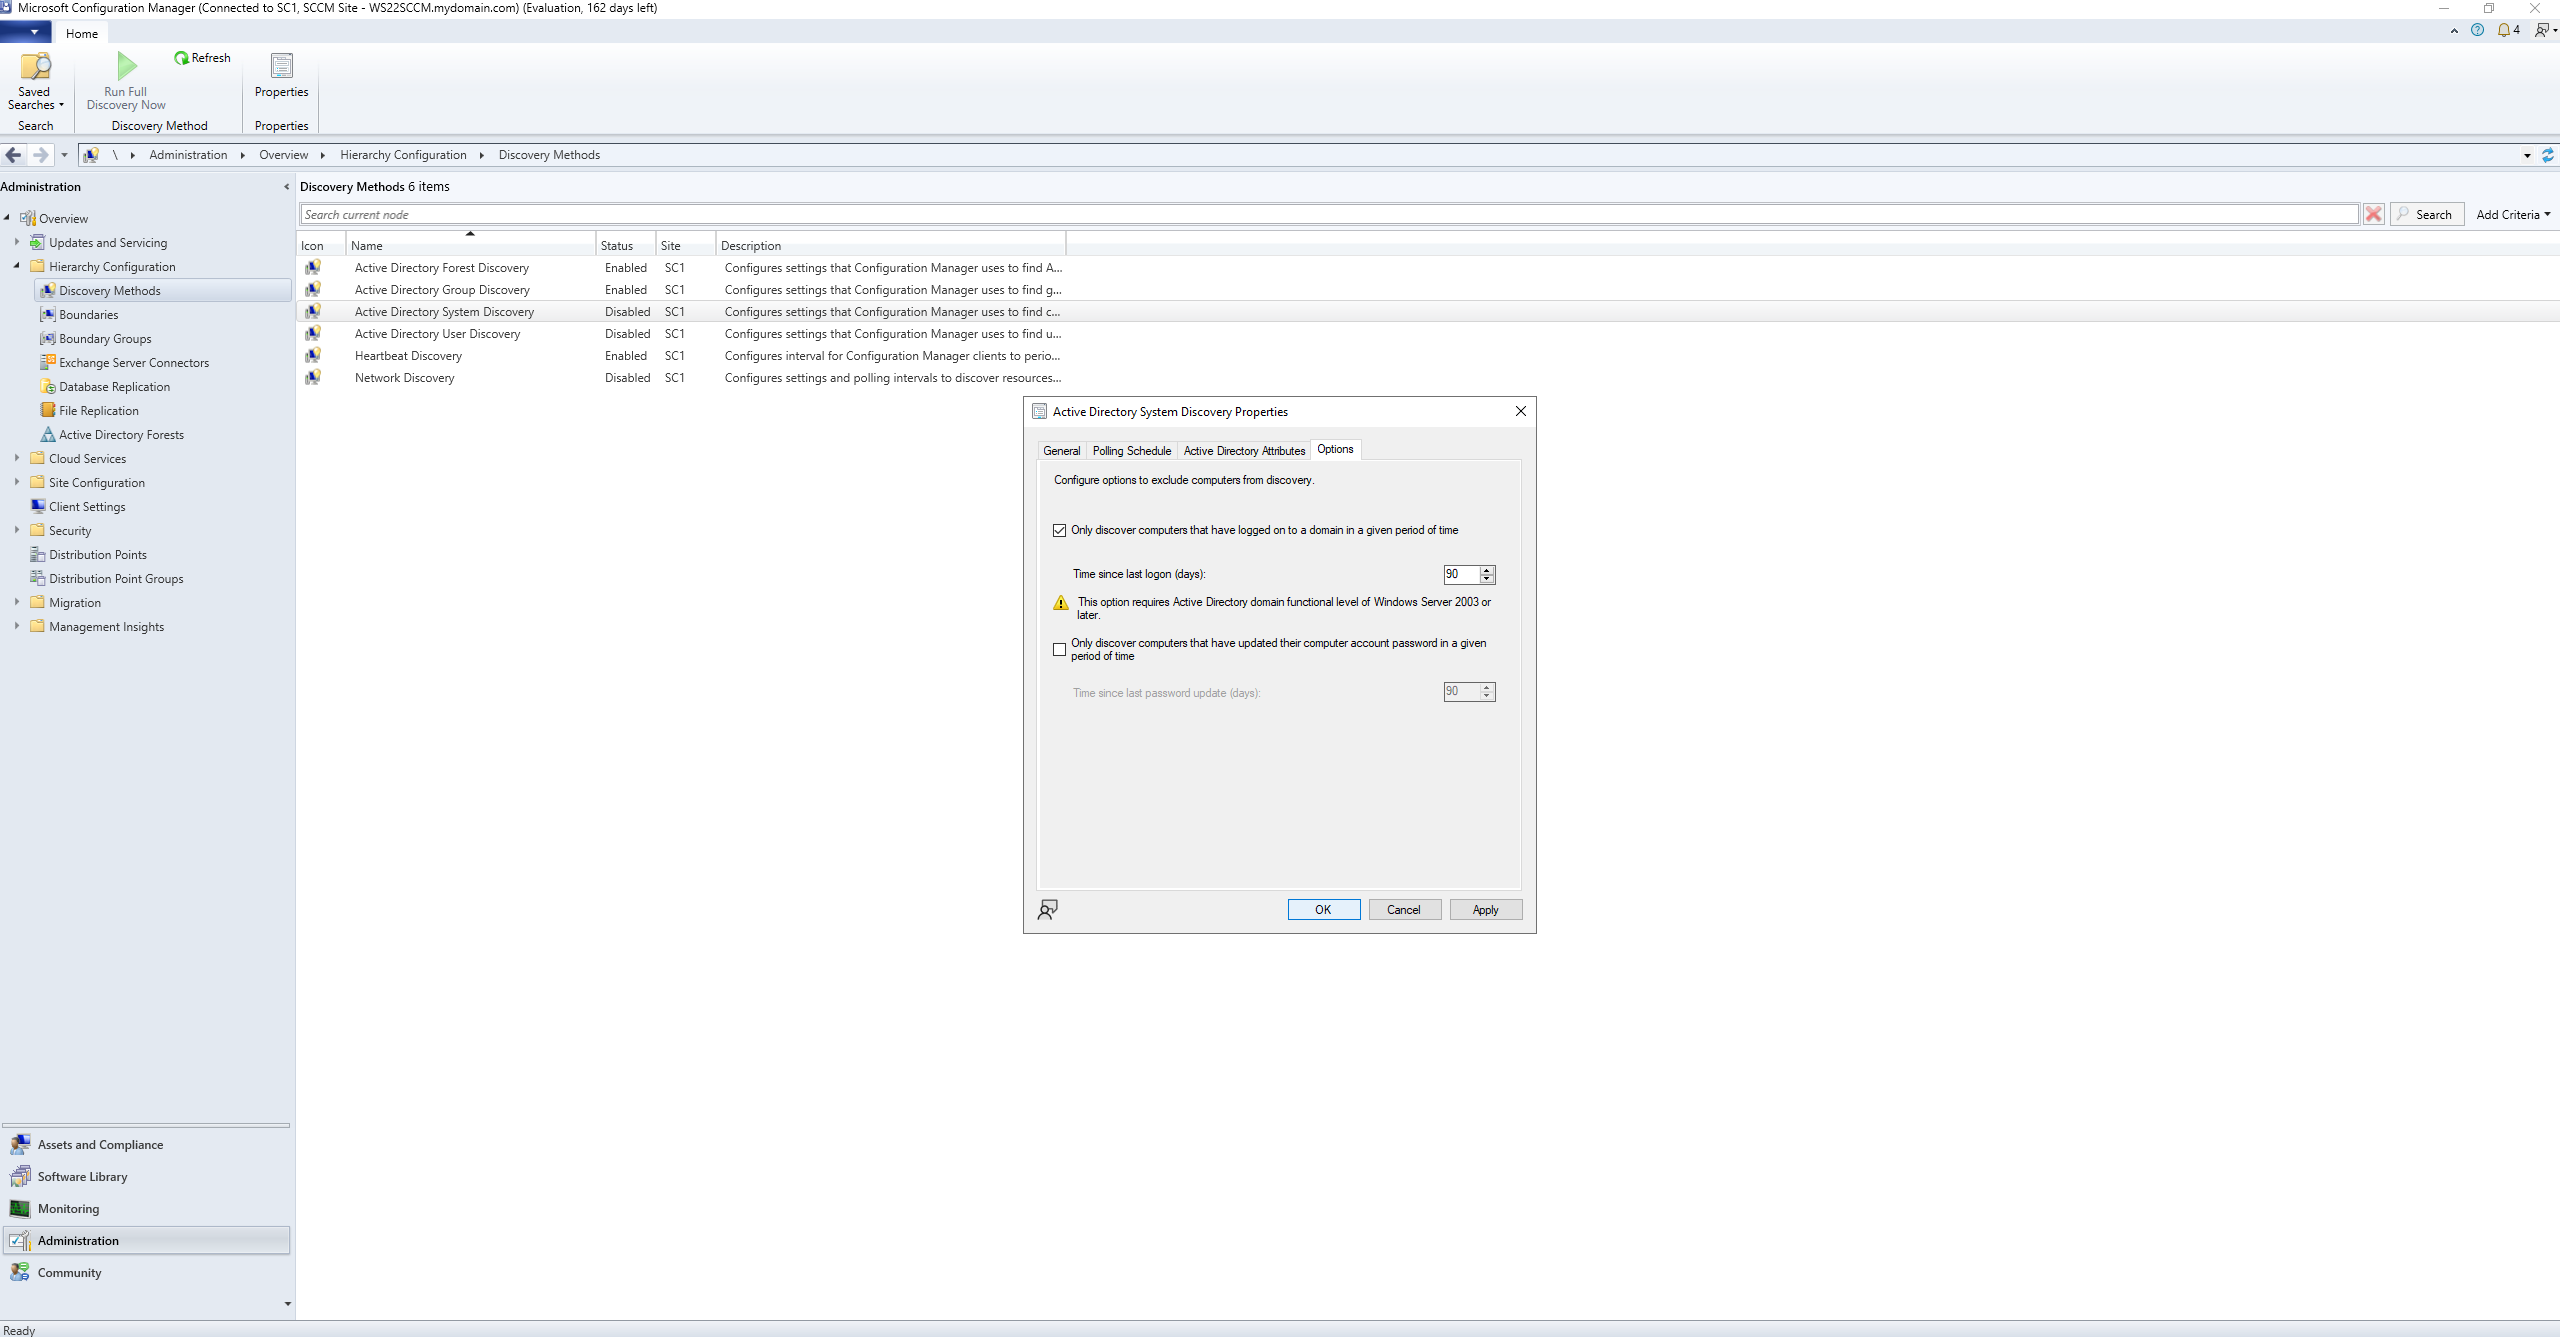 Microsoft Configuration Manager (Connected to SC1, SCCM Site - WS22SCCM.mydomain.com) (Evaluation, 162 days left)
Home
4
Saved
Searches
Search
Run Full
Discovery Now
Refresh
Discovery Method
Properties
Properties
\ Administration Overview Hierarchy Configuration Discovery Methods
Administration
Overview
Updates and Servicing
Hierarchy Configuration
Discovery Methods
Boundaries
Boundary Groups
Exchange Server Connectors
Database Replication
File Replication
Active Directory Forests
Cloud Services
Site Configuration
Client Settings
Security
Distribution Points
Distribution Point Groups
Migration
Management Insights
Assets and Compliance
Software Library
Monitoring
Administration
Community
Discovery Methods 6 items
Search current node
Search
Add Criteria
Icon Name Status Site Description
Active Directory Forest Discovery Enabled SC1 Configures settings that Configuration Manager uses to find A...
Active Directory Group Discovery Enabled SC1 Configures settings that Configuration Manager uses to find g...
Active Directory System Discovery Disabled SC1 Configures settings that Configuration Manager uses to find c...
Active Directory User Discovery Disabled SC1 Configures settings that Configuration Manager uses to find u...
Heartbeat Discovery Enabled SC1 Configures interval for Configuration Manager clients to perio...
Network Discovery Disabled SC1 Configures settings and polling intervals to discover resources...
Active Directory System Discovery Properties
General Polling Schedule Active Directory Attributes Options
Configure options to exclude computers from discovery.
Only discover computers that have logged on to a domain in a given period of time
Time since last logon (days): 90
This option requires Active Directory domain functional level of Windows Server 2003 or
later.
Only discover computers that have updated their computer account password in a given
period of time
Time since last password update (days): 90
OK Cancel Apply
Ready